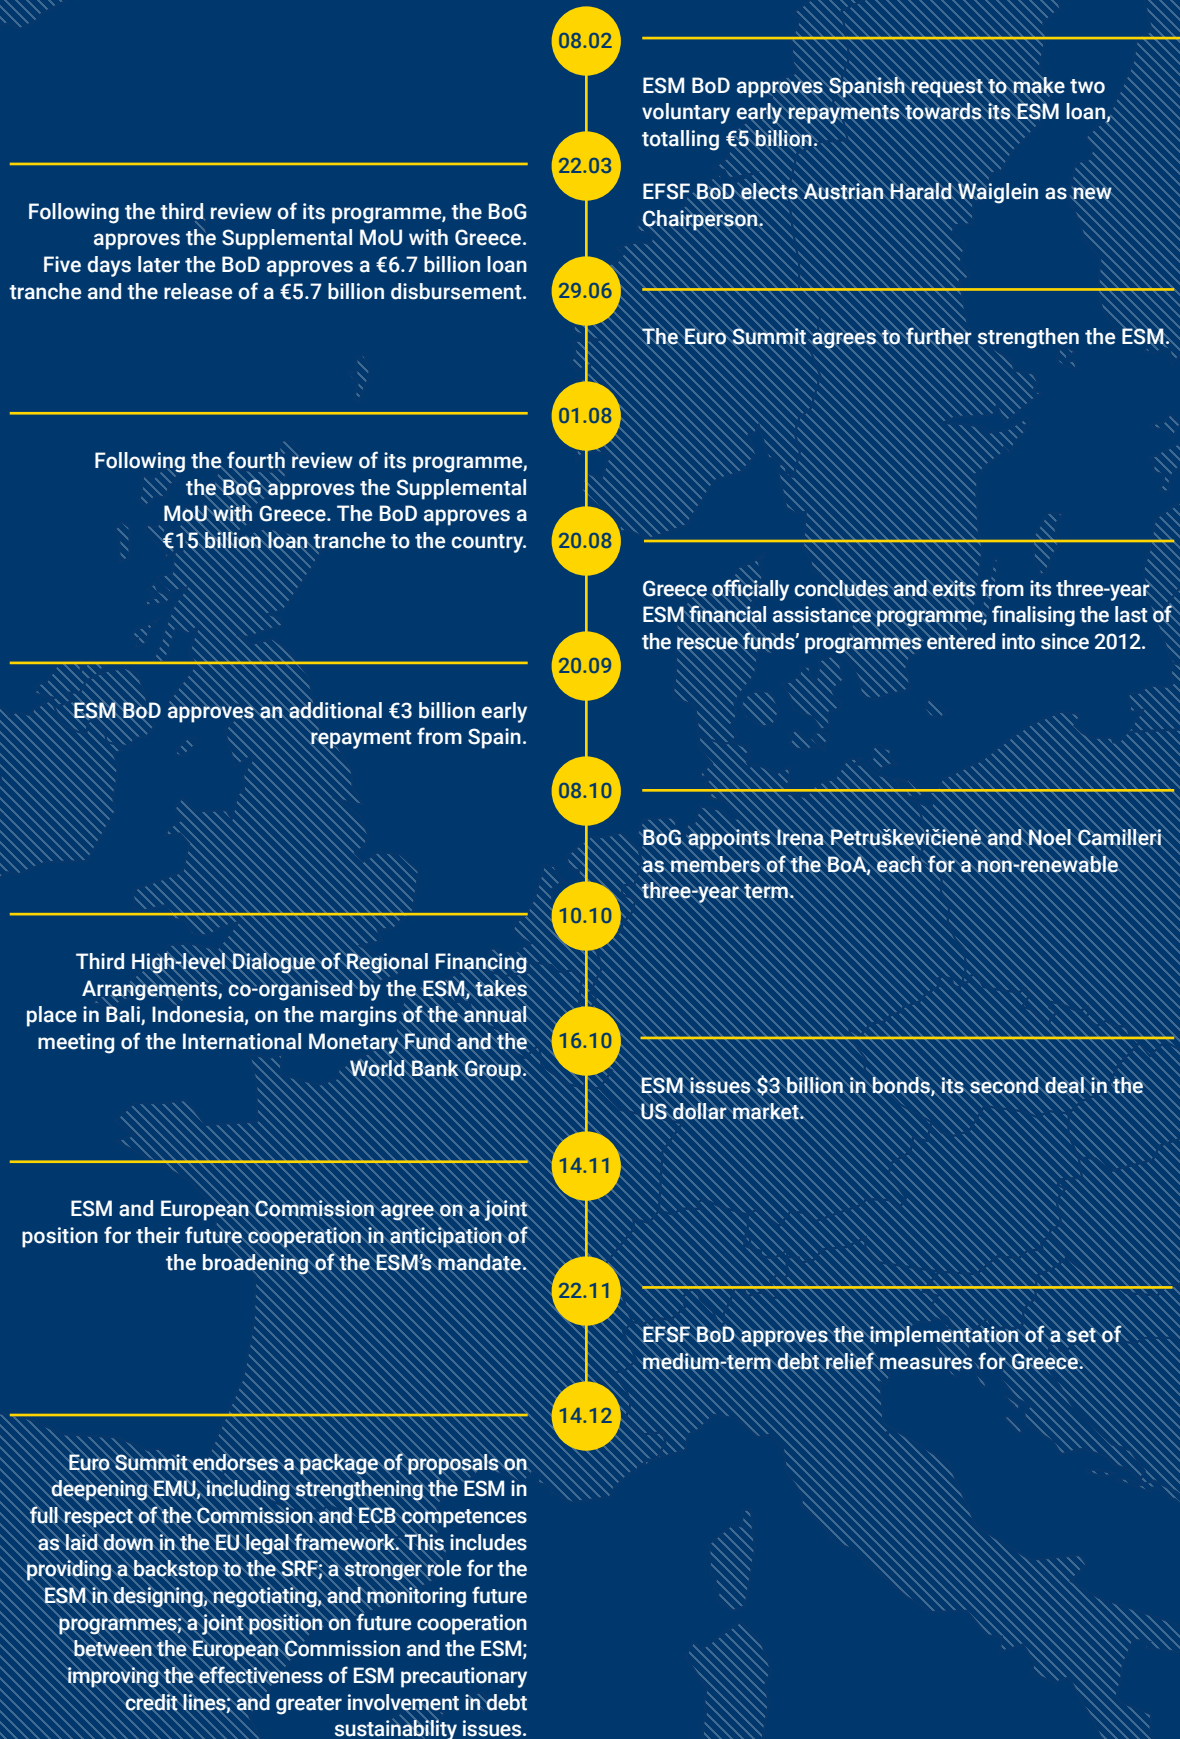 08.02
ESM BoD approves Spanish request to make two
voluntary early repayments towards its ESM loan,
totalling €5 billion.
EFSF BoD elects Austrian Harald Waiglein as new
Chairperson.
22.03
Following the third review of its programme, the BoG
approves the Supplemental MoU with Greece.
Five days later the BoD approves a €6.7 billion loan
tranche and the release of a €5.7 billion disbursement.
29.06
The Euro Summit agrees to further strengthen the ESM.
01.08
Following the fourth review of its programme,
the BoG approves the Supplemental
MoU with Greece. The BoD approves a
€15 billion loan tranche to the country.
20.08
Greece officially concludes and exits from its three-year
ESM financial assistance programme, finalising the last of
the rescue funds' programmes entered into since 2012.
20.09
ESM BoD approves an additional €3 billion early
repayment from Spain.
08.10
BoG appoints Irena Petruškevičienė and Noel Camilleri
as members of the BoA, each for a non-renewable
three-year term.
10.10
Third High-level Dialogue of Regional Financing
Arrangements, co-organised by the ESM, takes
place in Bali, Indonesia, on the margins of the annual
meeting of the International Monetary Fund and the
World Bank Group.
16.10
ESM issues $3 billion in bonds, its second deal in the
US dollar market.
14.11
ESM and European Commission agree on a joint
position for their future cooperation in anticipation of
the broadening of the ESM's mandate.
22.11
EFSF BoD approves the implementation of a set of
medium-term debt relief measures for Greece.
14.12
Euro Summit endorses a package of proposals on
deepening EMU, including strengthening the ESM in
full respect of the Commission and ECB competences
as laid down in the EU legal framework. This includes
providing a backstop to the SRF; a stronger role for the
ESM in designing, negotiating, and monitoring future
programmes; a joint position on future cooperation
between the European Commission and the ESM;
improving the effectiveness of ESM precautionary
credit lines; and greater involvement in debt
sustainability issues.